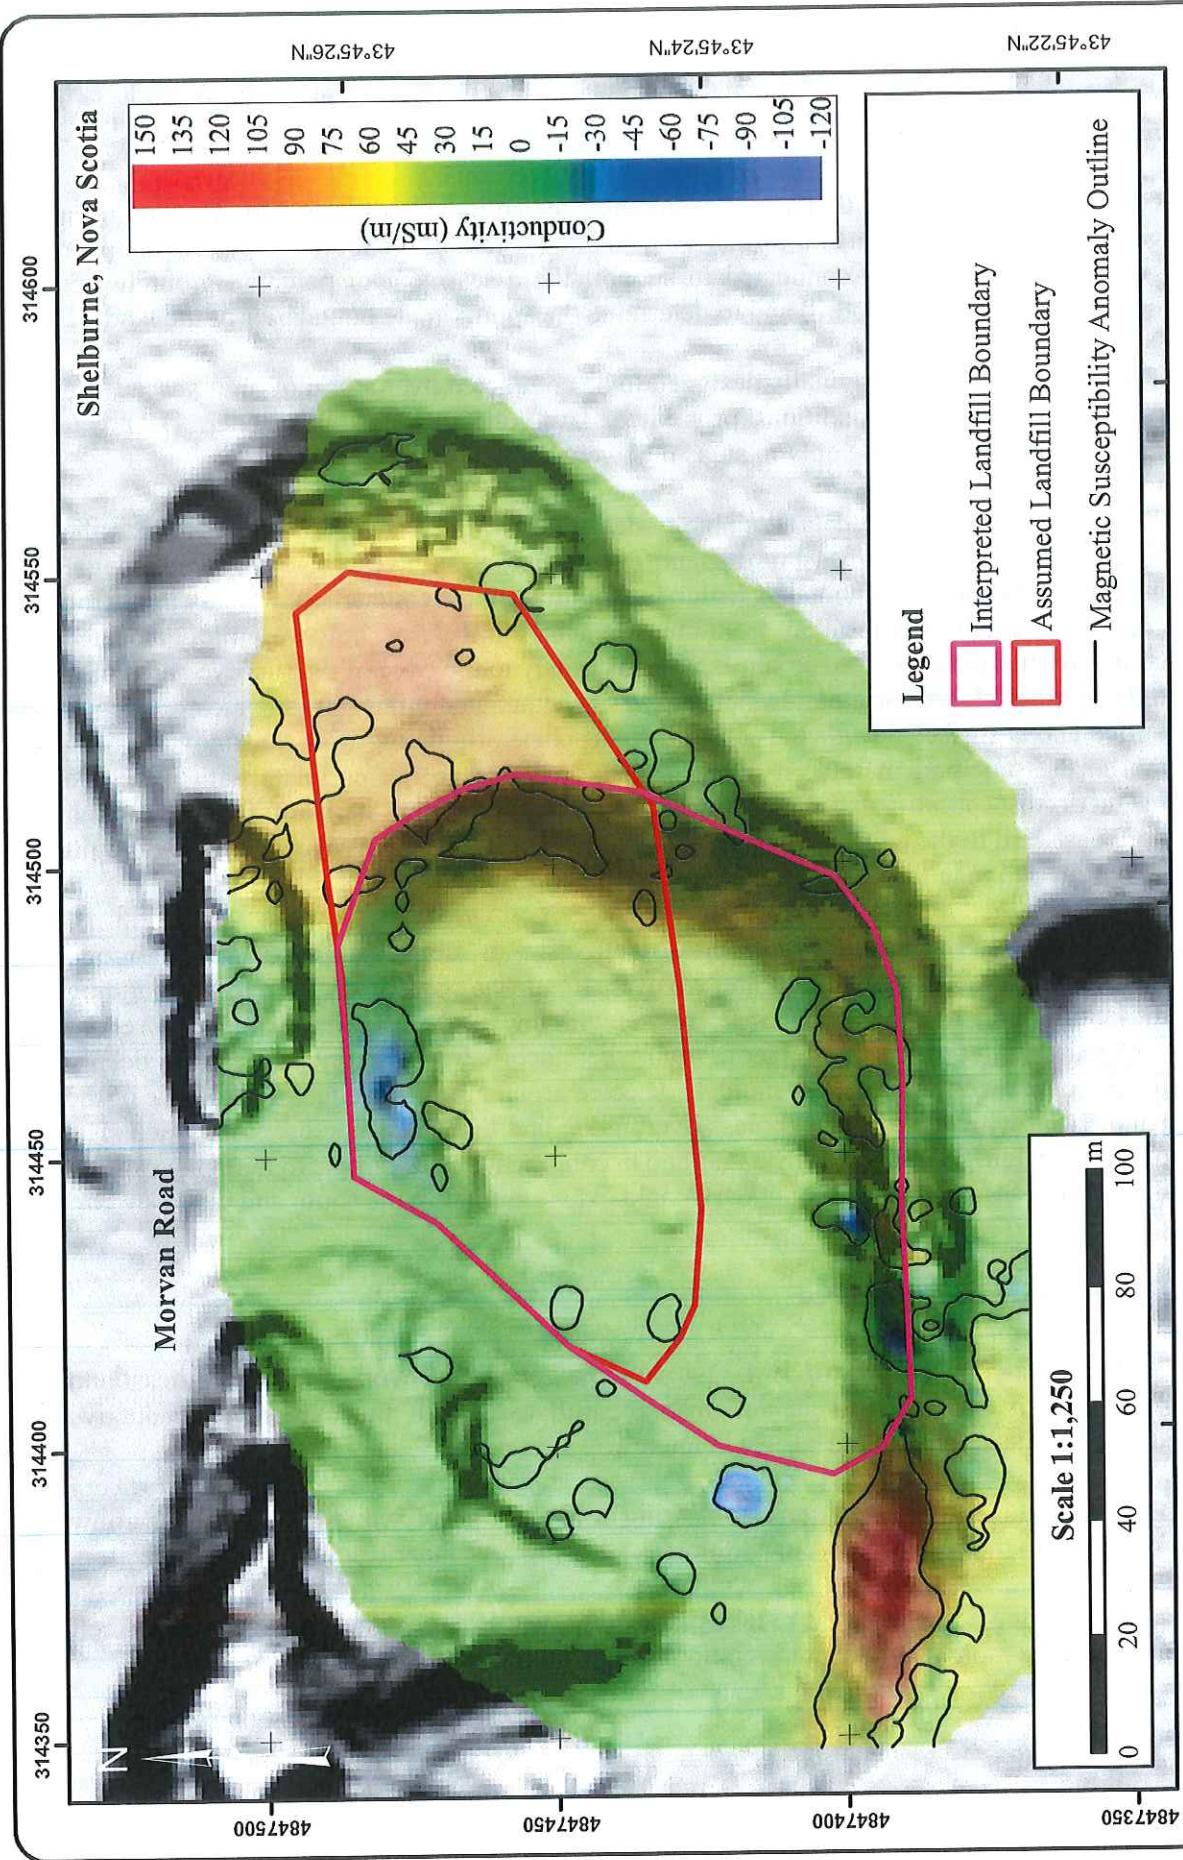 Shelburne, Nova Scotia
Morvan Road
N
314350
314400
314450
314500
314550
314600
4847500
4847450
4847400
4847350
43°45'26"N
43°45'24"N
43°45'22"N
Conductivity (mS/m)
150
135
120
105
90
75
60
45
30
15
0
-15
-30
-45
-60
-75
-90
-105
-120
Legend
Interpreted Landfill Boundary
Assumed Landfill Boundary
Magnetic Susceptibility Anomaly Outline
Scale 1:1,250
m
0 20 40 60 80 100